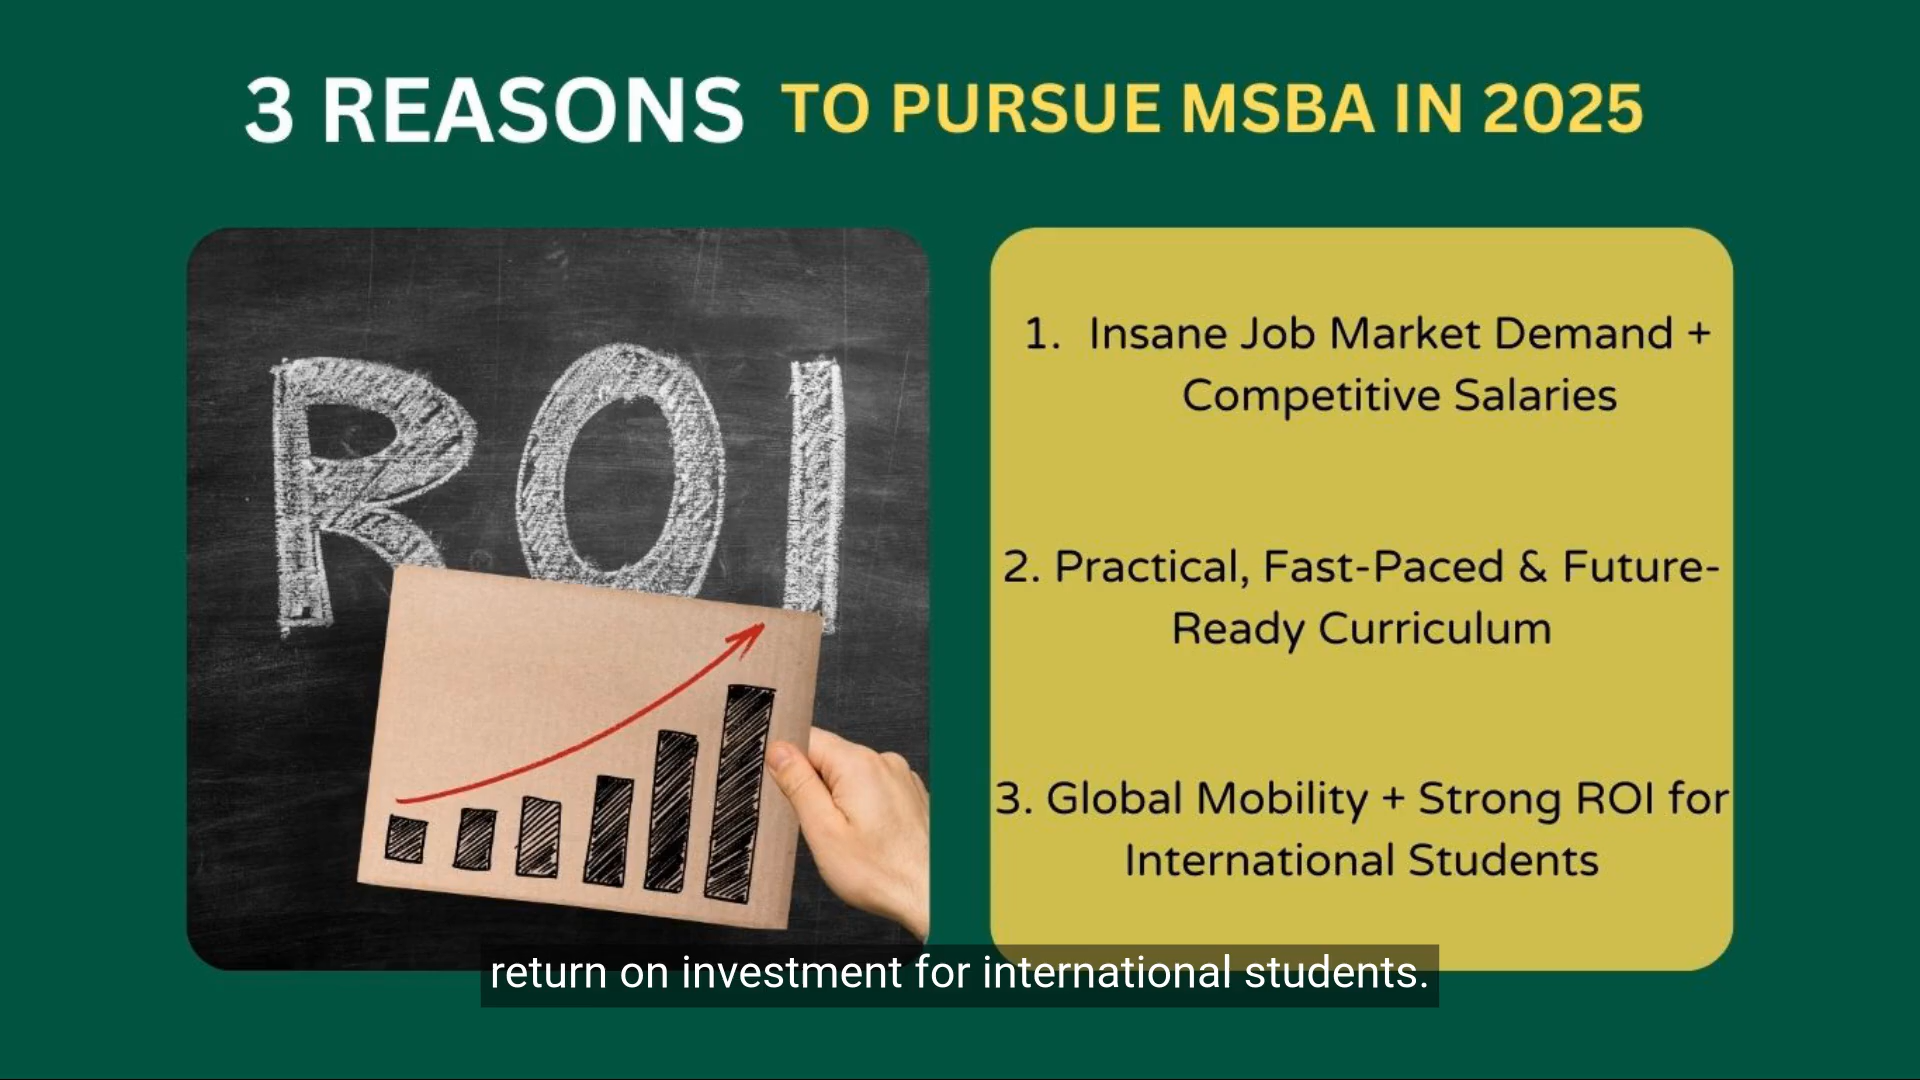 3 REASONS TO PURSUE MSBA IN 2025
ROI
1. Insane Job Market Demand +
Competitive Salaries
2. Practical, Fast-Paced & Future-
Ready Curriculum
3. Global Mobility + Strong ROI for
International Students
return on investment for international students.